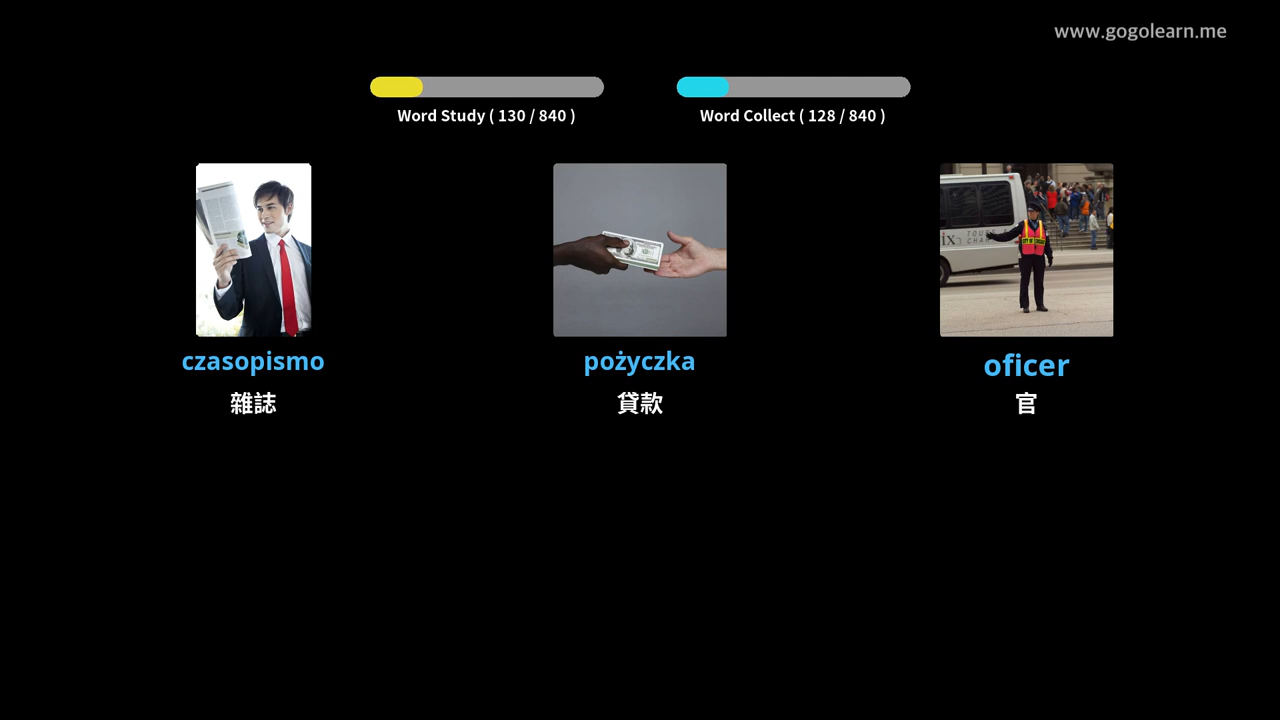 www.gogolearn.me
Word Study ( 130 / 840 )
Word Collect ( 128 / 840 )
czasopismo
雜誌
pożyczka
貸款
oficer
官